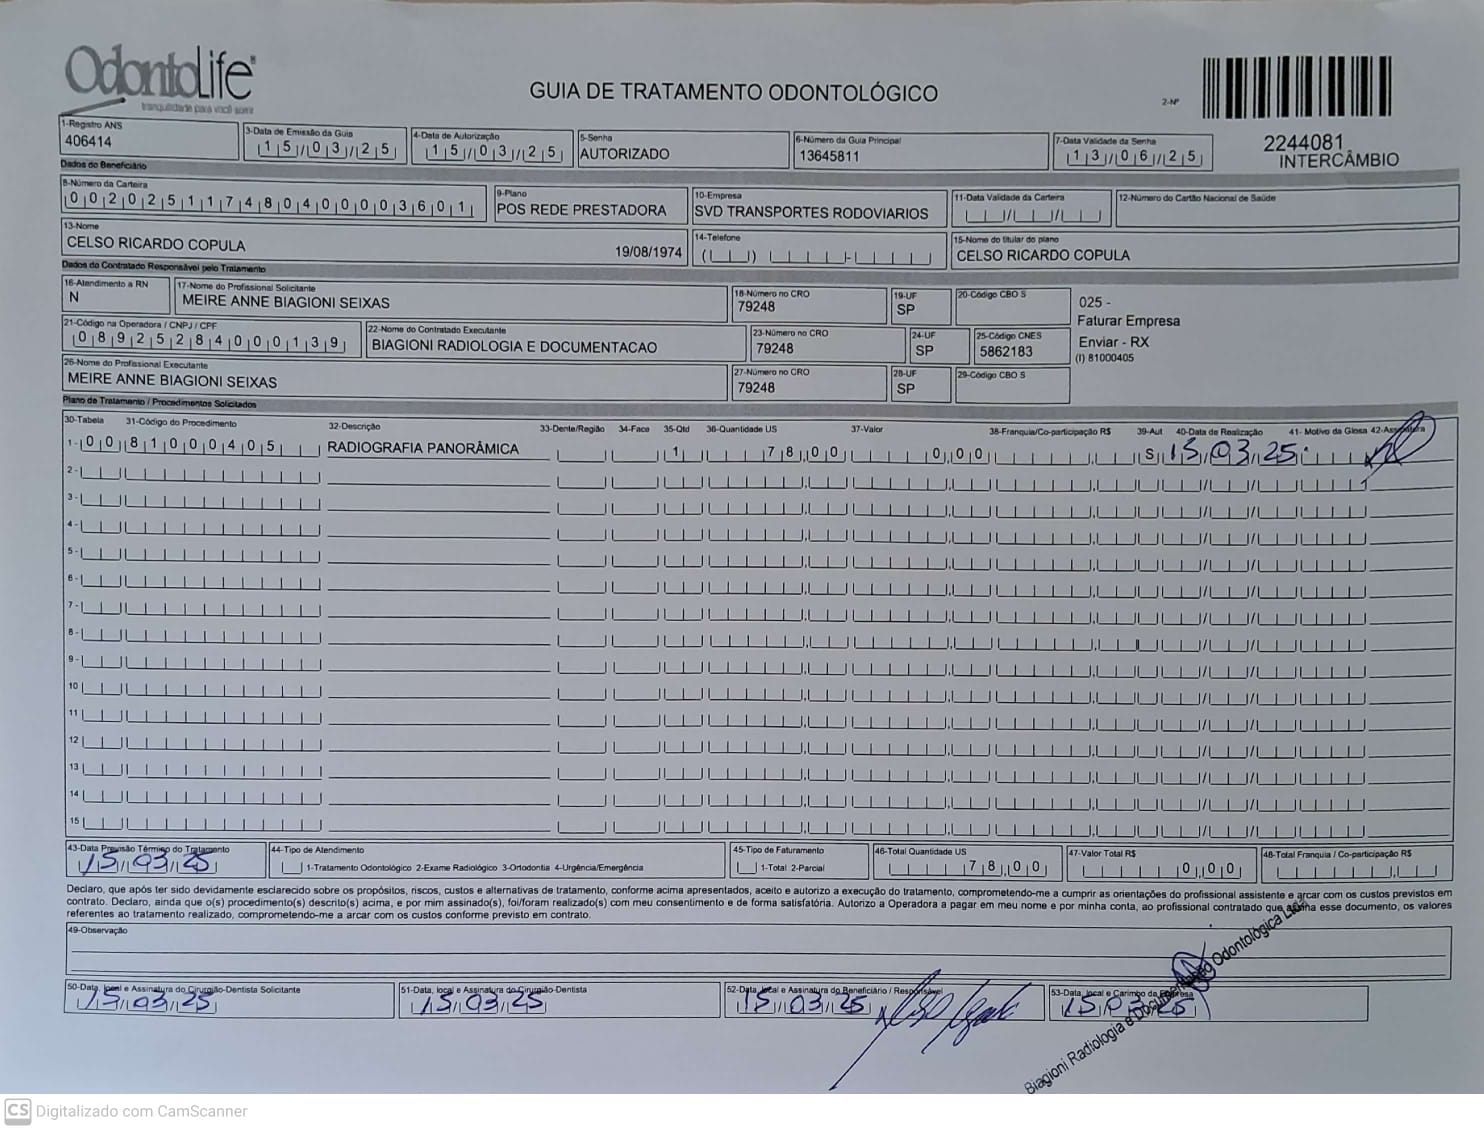 OdontoLife®
tranquilidade para você sorrir
GUIA DE TRATAMENTO ODONTOLÓGICO
2-Nº
2244081
INTERCÂMBIO
1-Registro ANS
406414
3-Data de Emissão da Guia
15/03/25
4-Data de Autorização
15/03/25
5-Senha
AUTORIZADO
6-Número da Guia Principal
13645811
7-Data Validade da Senha
13/06/25
Dados do Beneficiário
8-Número da Carteira
00202511748040003601
9-Plano
POS REDE PRESTADORA
10-Empresa
SVD TRANSPORTES RODOVIARIOS
11-Data Validade da Carteira
12-Número do Cartão Nacional de Saúde
13-Nome
CELSO RICARDO COPULA 19/08/1974
14-Telefone
15-Nome do titular do plano
CELSO RICARDO COPULA
Dados do Contratado Responsável pelo Tratamento
16-Atendimento a RN
N
17-Nome do Profissional Solicitante
MEIRE ANNE BIAGIONI SEIXAS
18-Número no CRO
79248
19-UF
SP
20-Código CBO S
025 -
Faturar Empresa
Enviar - RX
(I) 81000405
21-Código na Operadora / CNPJ / CPF
08925284000139
22-Nome do Contratado Executante
BIAGIONI RADIOLOGIA E DOCUMENTACAO
23-Número no CRO
79248
24-UF
SP
25-Código CNES
5862183
26-Nome do Profissional Executante
MEIRE ANNE BIAGIONI SEIXAS
27-Número no CRO
79248
28-UF
SP
29-Código CBO S
Plano de Tratamento / Procedimentos Solicitados
30-Tabela 31-Código do Procedimento 32-Descrição 33-Dente/Região 34-Face 35-Qtd 36-Quantidade US 37-Valor 38-Franquia/Co-participação R$ 39-Aut 40-Data de Realização 41- Motivo da Glosa 42-Assinatura
1- 00 81000405 RADIOGRAFIA PANORÂMICA 1 78,00 0,00 S 15/03/25
2-
3-
4-
5-
6-
7-
8-
9-
10
11
12
13
14
15
43-Data Previsão Término do Tratamento
15/03/25
44-Tipo de Atendimento
1-Tratamento Odontológico 2-Exame Radiológico 3-Ortodontia 4-Urgência/Emergência
45-Tipo de Faturamento
1-Total 2-Parcial
46-Total Quantidade US
78,00
47-Valor Total R$
0,00
48-Total Franquia / Co-participação R$
Declaro, que após ter sido devidamente esclarecido sobre os propósitos, riscos, custos e alternativas de tratamento, conforme acima apresentados, aceito e autorizo a execução do tratamento, comprometendo-me a cumprir as orientações do profissional assistente e arcar com os custos previstos em
contrato. Declaro, ainda que o(s) procedimento(s) descrito(s) acima, e por mim assinado(s), foi/foram realizado(s) com meu consentimento e de forma satisfatória. Autorizo a Operadora a pagar em meu nome e por minha conta, ao profissional contratado que assina esse documento, os valores
referentes ao tratamento realizado, comprometendo-me a arcar com os custos conforme previsto em contrato.
49-Observação
50-Data, local e Assinatura do Cirurgião-Dentista Solicitante
15/03/25
51-Data, local e Assinatura do Cirurgião-Dentista
15/03/25
52-Data, local e Assinatura do Beneficiário / Responsável
15/03/25
53-Data, local e Carimbo da Empresa
15/03/25
Biagioni Radiologia e Documentação Odontológica Ltda
CS Digitalizado com CamScanner